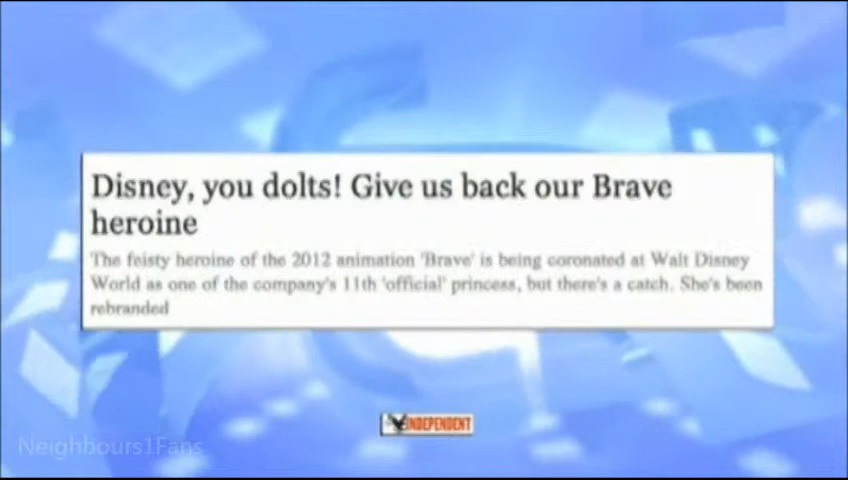 Disney, you dolts! Give us back our Brave
heroine
The feisty heroine of the 2012 animation 'Brave' is being coronated at Walt Disney
World as one of the company's 11th 'official' princess, but there's a catch. She's been
rebranded
INDEPENDENT
Neighbours1Fans